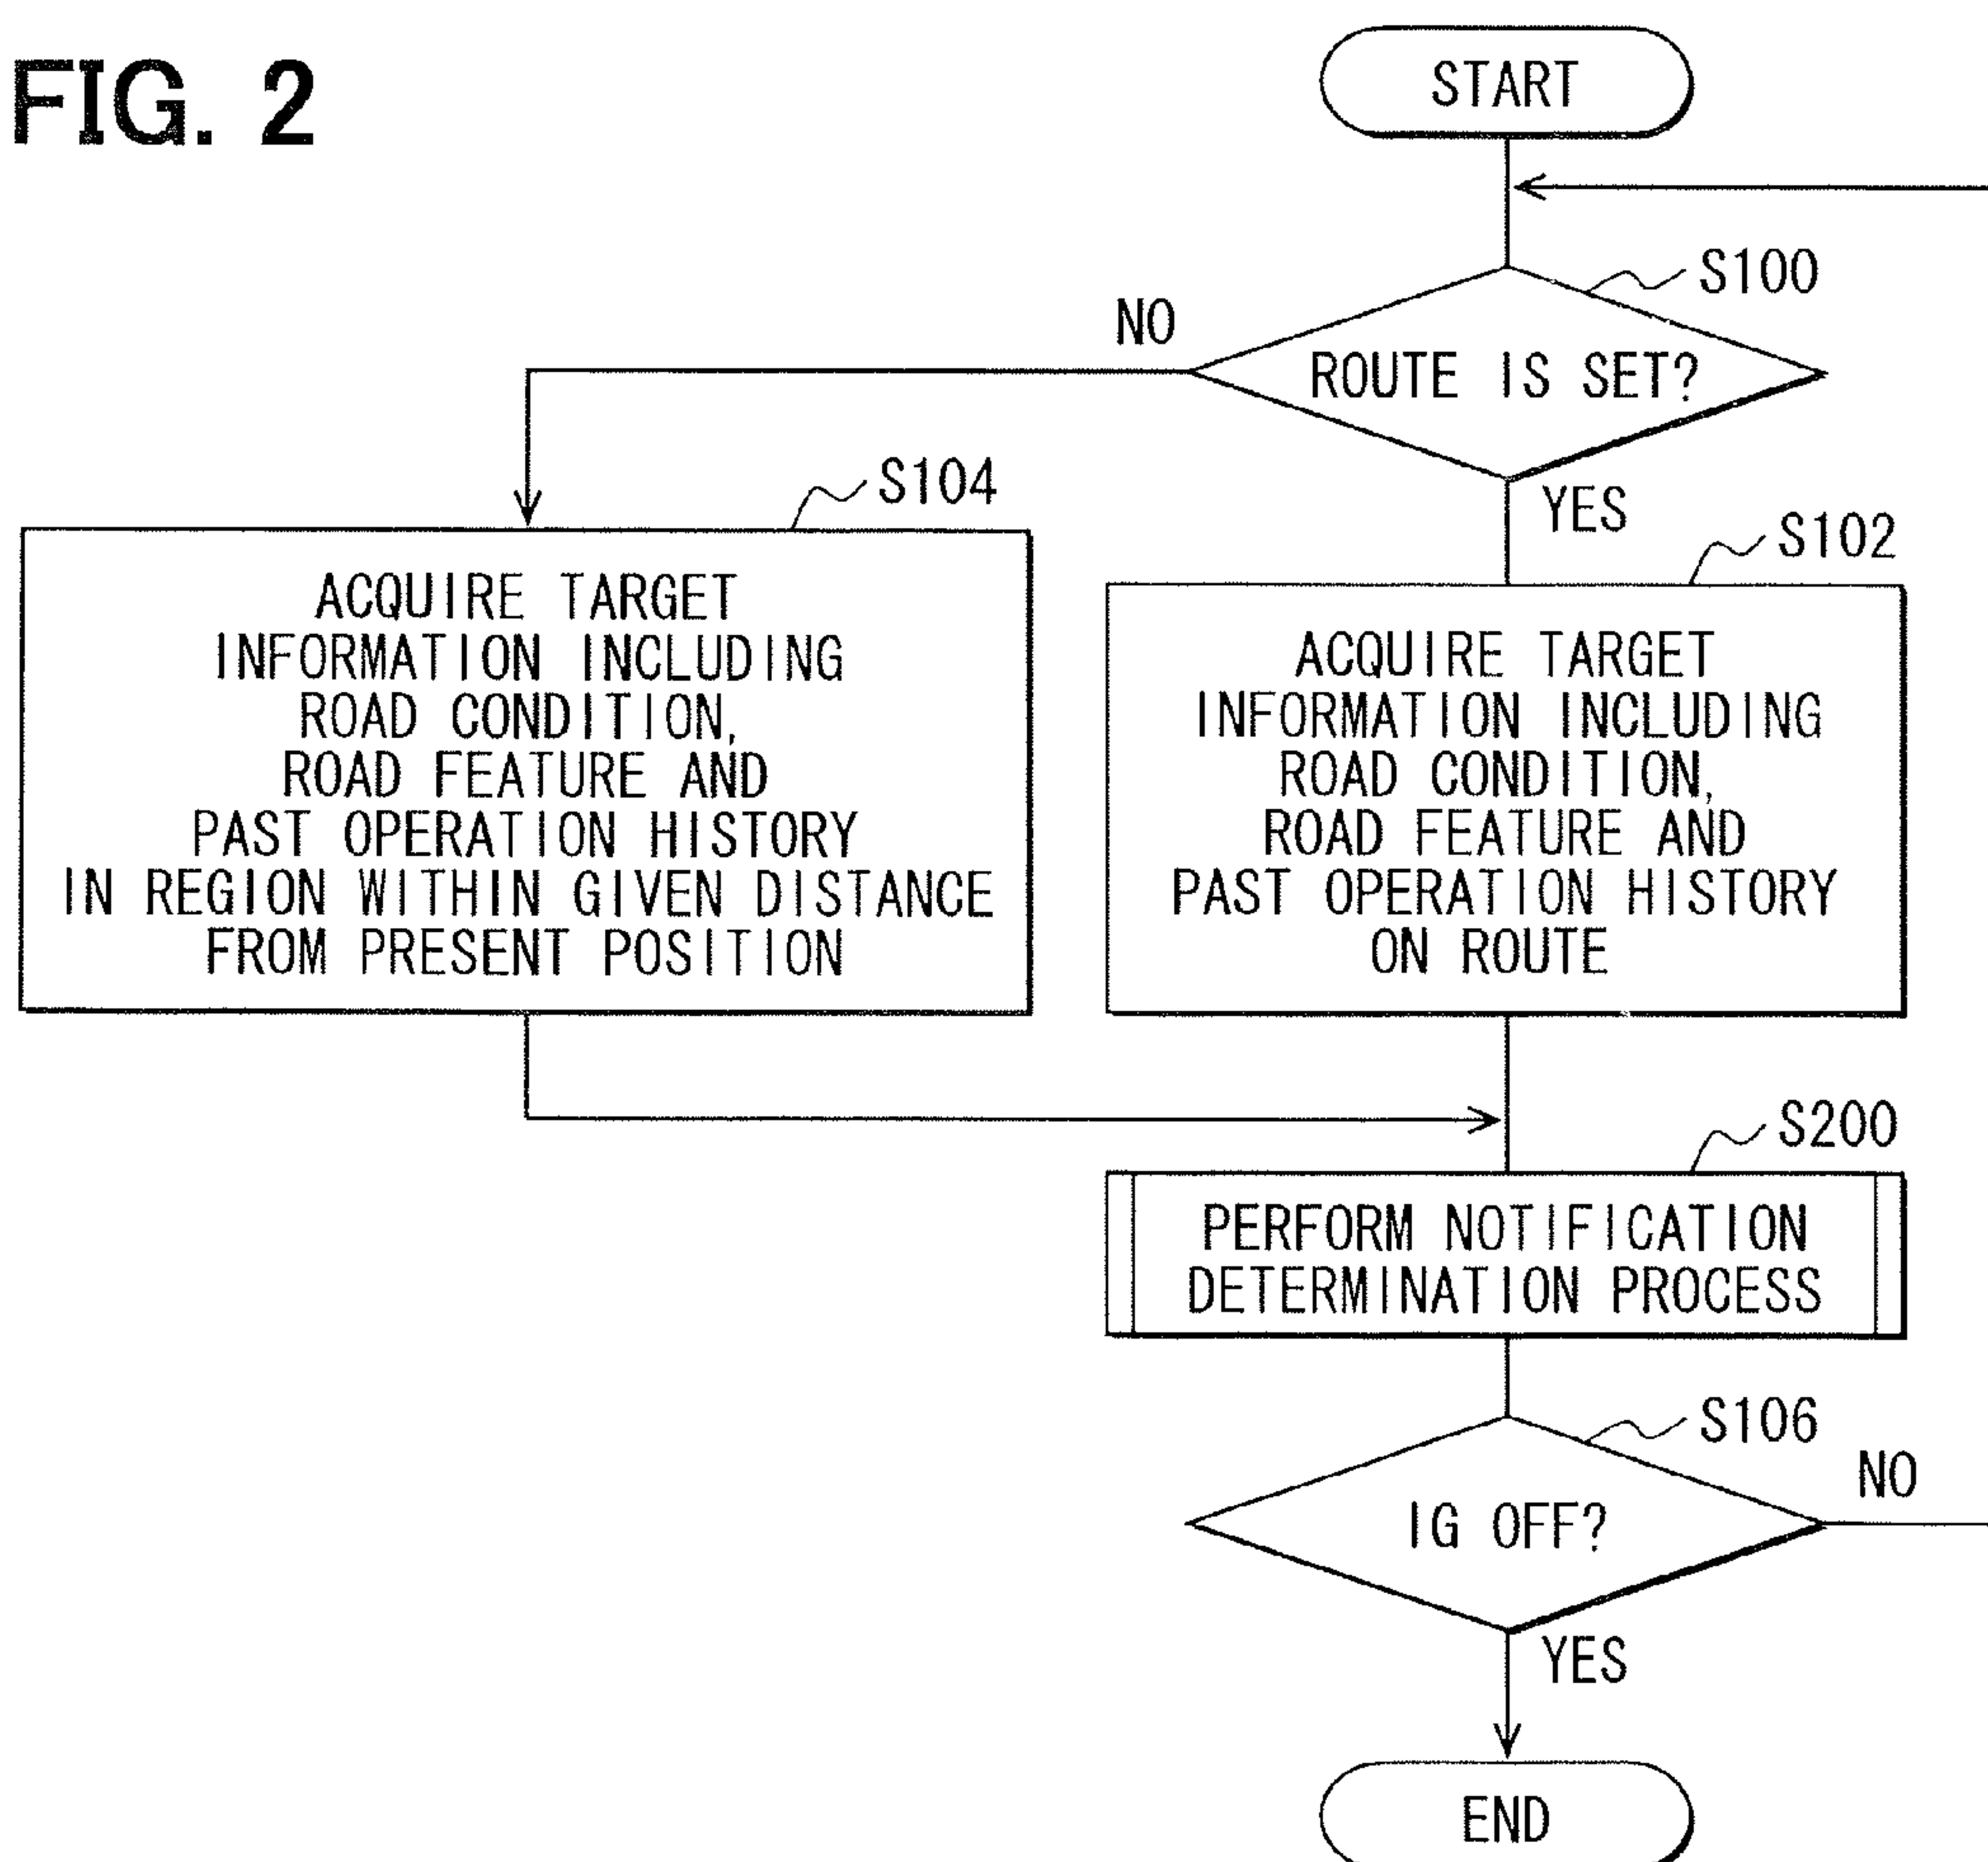 FIG. 2
START
S100
NO
ROUTE IS SET?
YES
S104
ACQUIRE TARGET
INFORMATION INCLUDING
ROAD CONDITION,
ROAD FEATURE AND
PAST OPERATION HISTORY
IN REGION WITHIN GIVEN DISTANCE
FROM PRESENT POSITION
S102
ACQUIRE TARGET
INFORMATION INCLUDING
ROAD CONDITION,
ROAD FEATURE AND
PAST OPERATION HISTORY
ON ROUTE
S200
PERFORM NOTIFICATION
DETERMINATION PROCESS
S106
NO
IG OFF?
YES
END